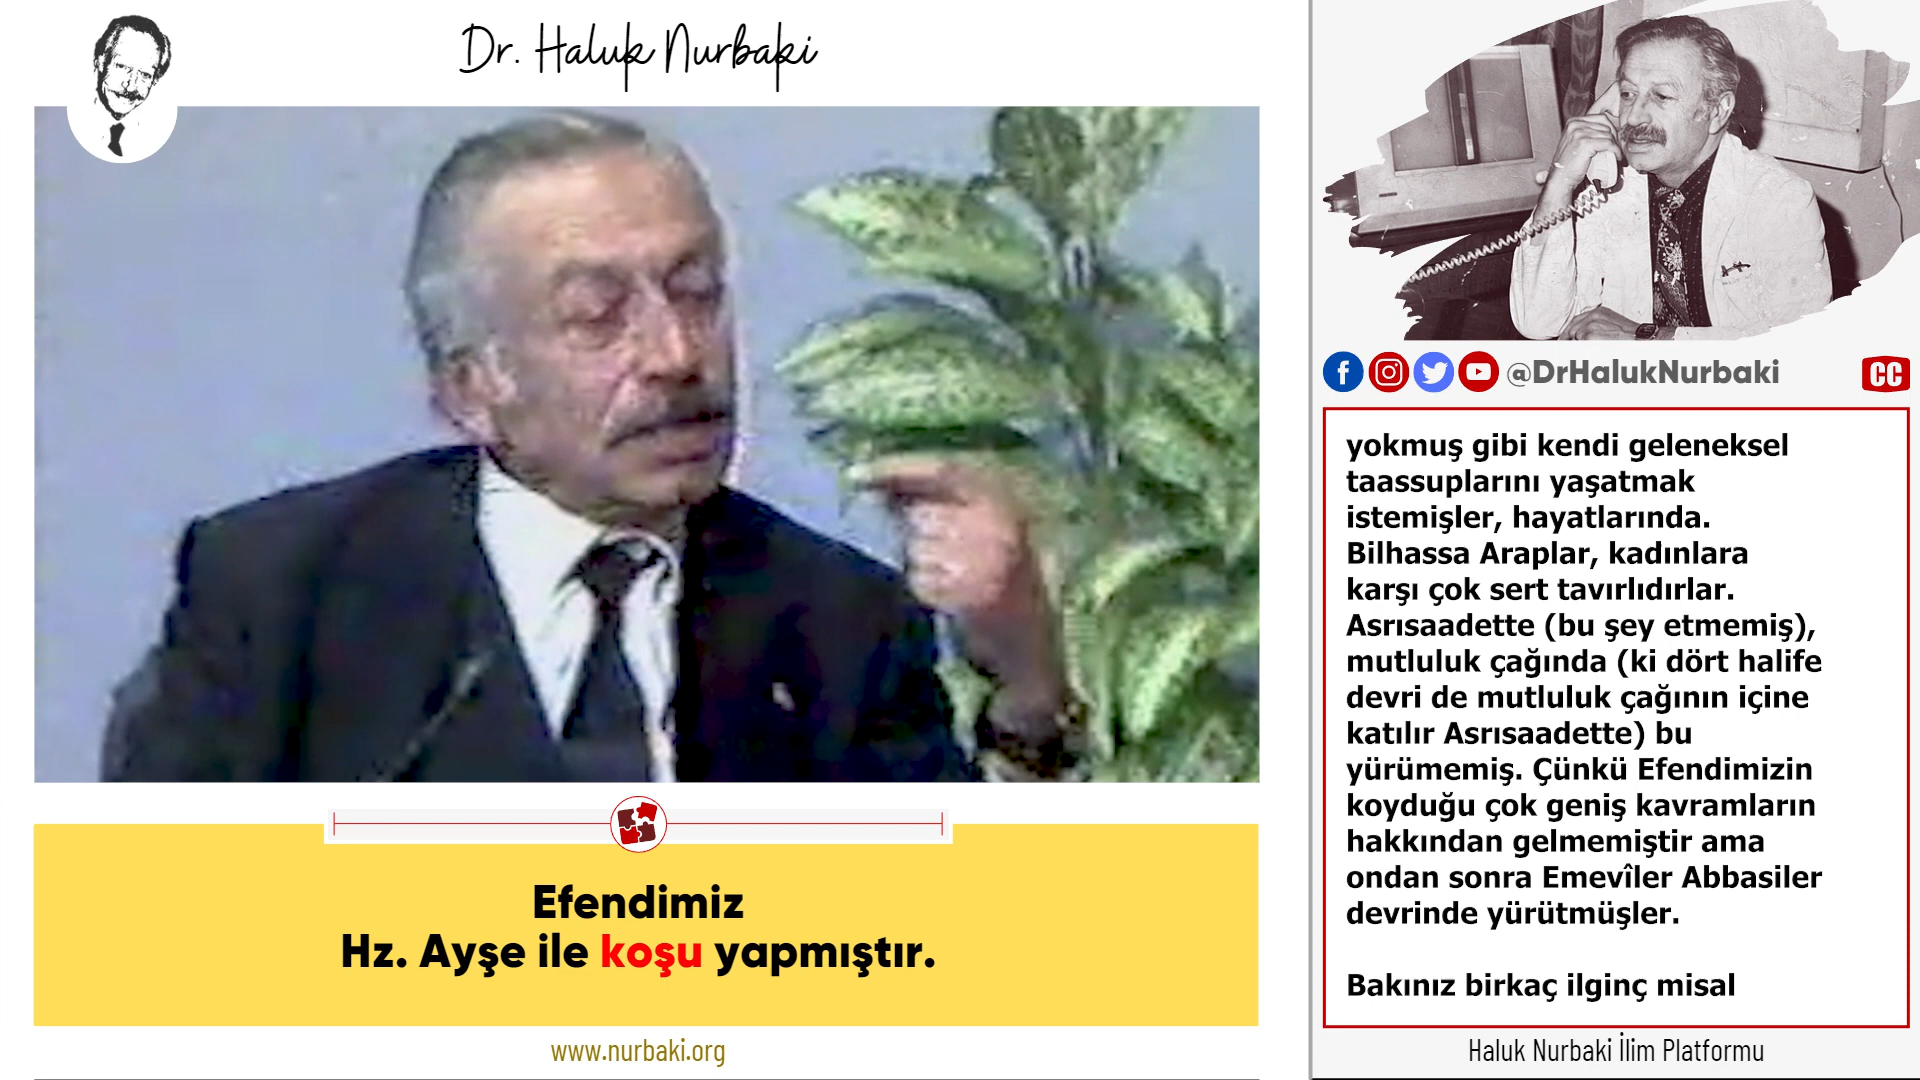 Dr. Haluk Nurbaki
Efendimiz
Hz. Ayşe ile koşu yapmıştır.
www.nurbaki.org
@DrHalukNurbaki
CC
yokmuş gibi kendi geleneksel
taassuplarını yaşatmak
istemişler, hayatlarında.
Bilhassa Araplar, kadınlara
karşı çok sert tavırlıdırlar.
Asrısaadette (bu şey etmemiş),
mutluluk çağında (ki dört halife
devri de mutluluk çağının içine
katılır Asrısaadette) bu
yürümemiş. Çünkü Efendimizin
koyduğu çok geniş kavramların
hakkından gelmemiştir ama
ondan sonra Emevîler Abbasiler
devrinde yürütmüşler.
Bakınız birkaç ilginç misal
Haluk Nurbaki İlim Platformu